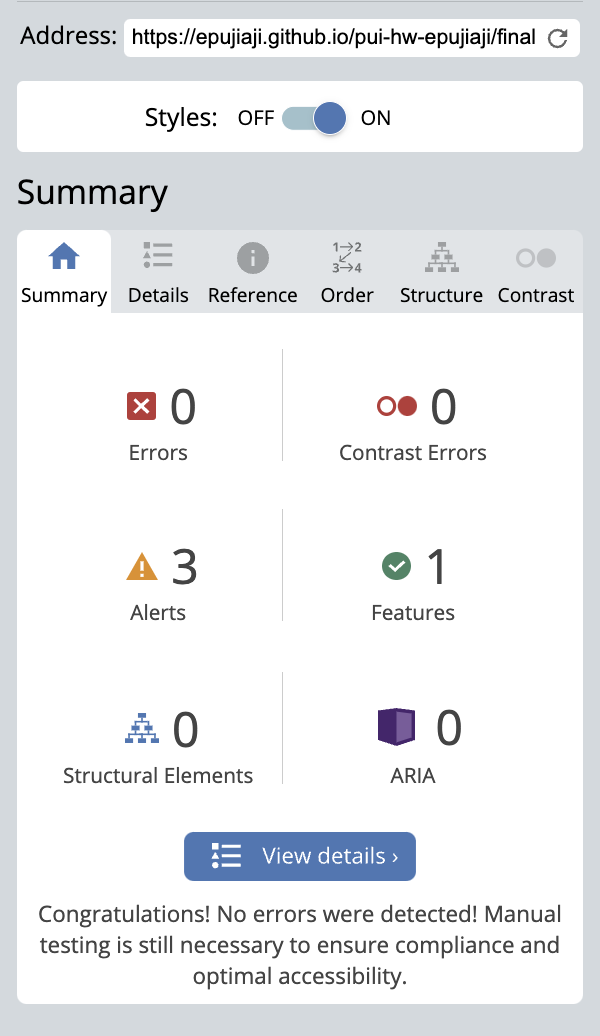 Address: https://epujiaji.github.io/pui-hw-epujiaji/final
Styles: OFF ON
Summary
1→2
3→4
Summary Details Reference Order Structure Contrast
0 0
Errors Contrast Errors
3 1
Alerts Features
0 0
Structural Elements ARIA
View details ›
Congratulations! No errors were detected! Manual
testing is still necessary to ensure compliance and
optimal accessibility.